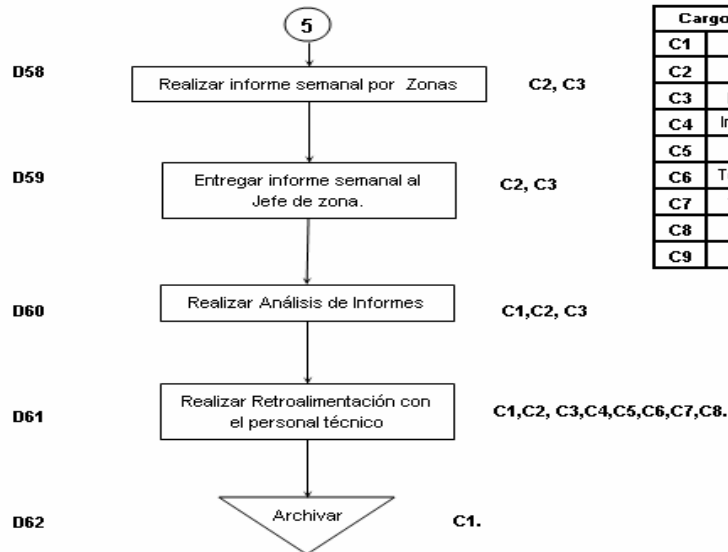 5
D58
Realizar informe semanal por Zonas
C2, C3
D59
Entregar informe semanal al
Jefe de zona.
C2, C3
D60
Realizar Análisis de Informes
C1,C2, C3
D61
Realizar Retroalimentación con
el personal técnico
C1,C2, C3,C4,C5,C6,C7,C8.
D62
Archivar
C1.
Cargo
C1
C2
C3
C4
C5
C6
C7
C8
C9